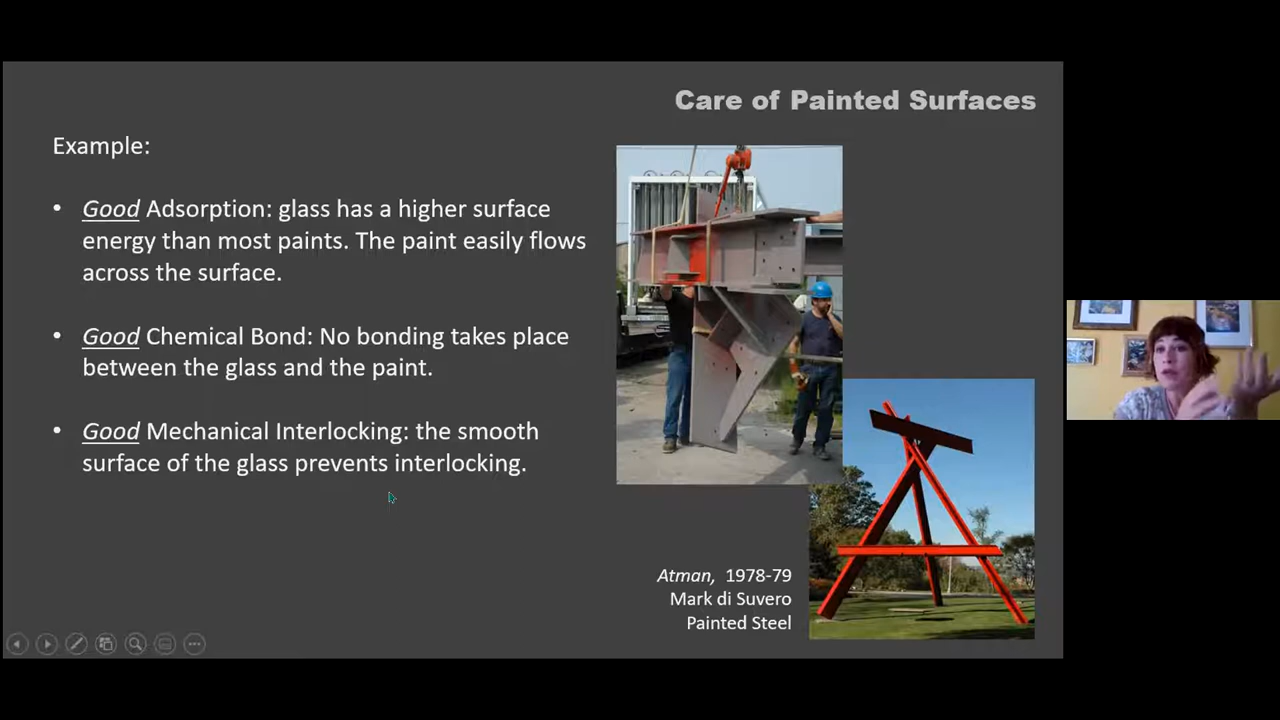 Care of Painted Surfaces
Example:
• Good Adsorption: glass has a higher surface
energy than most paints. The paint easily flows
across the surface.
• Good Chemical Bond: No bonding takes place
between the glass and the paint.
• Good Mechanical Interlocking: the smooth
surface of the glass prevents interlocking.
Atman, 1978-79
Mark di Suvero
Painted Steel